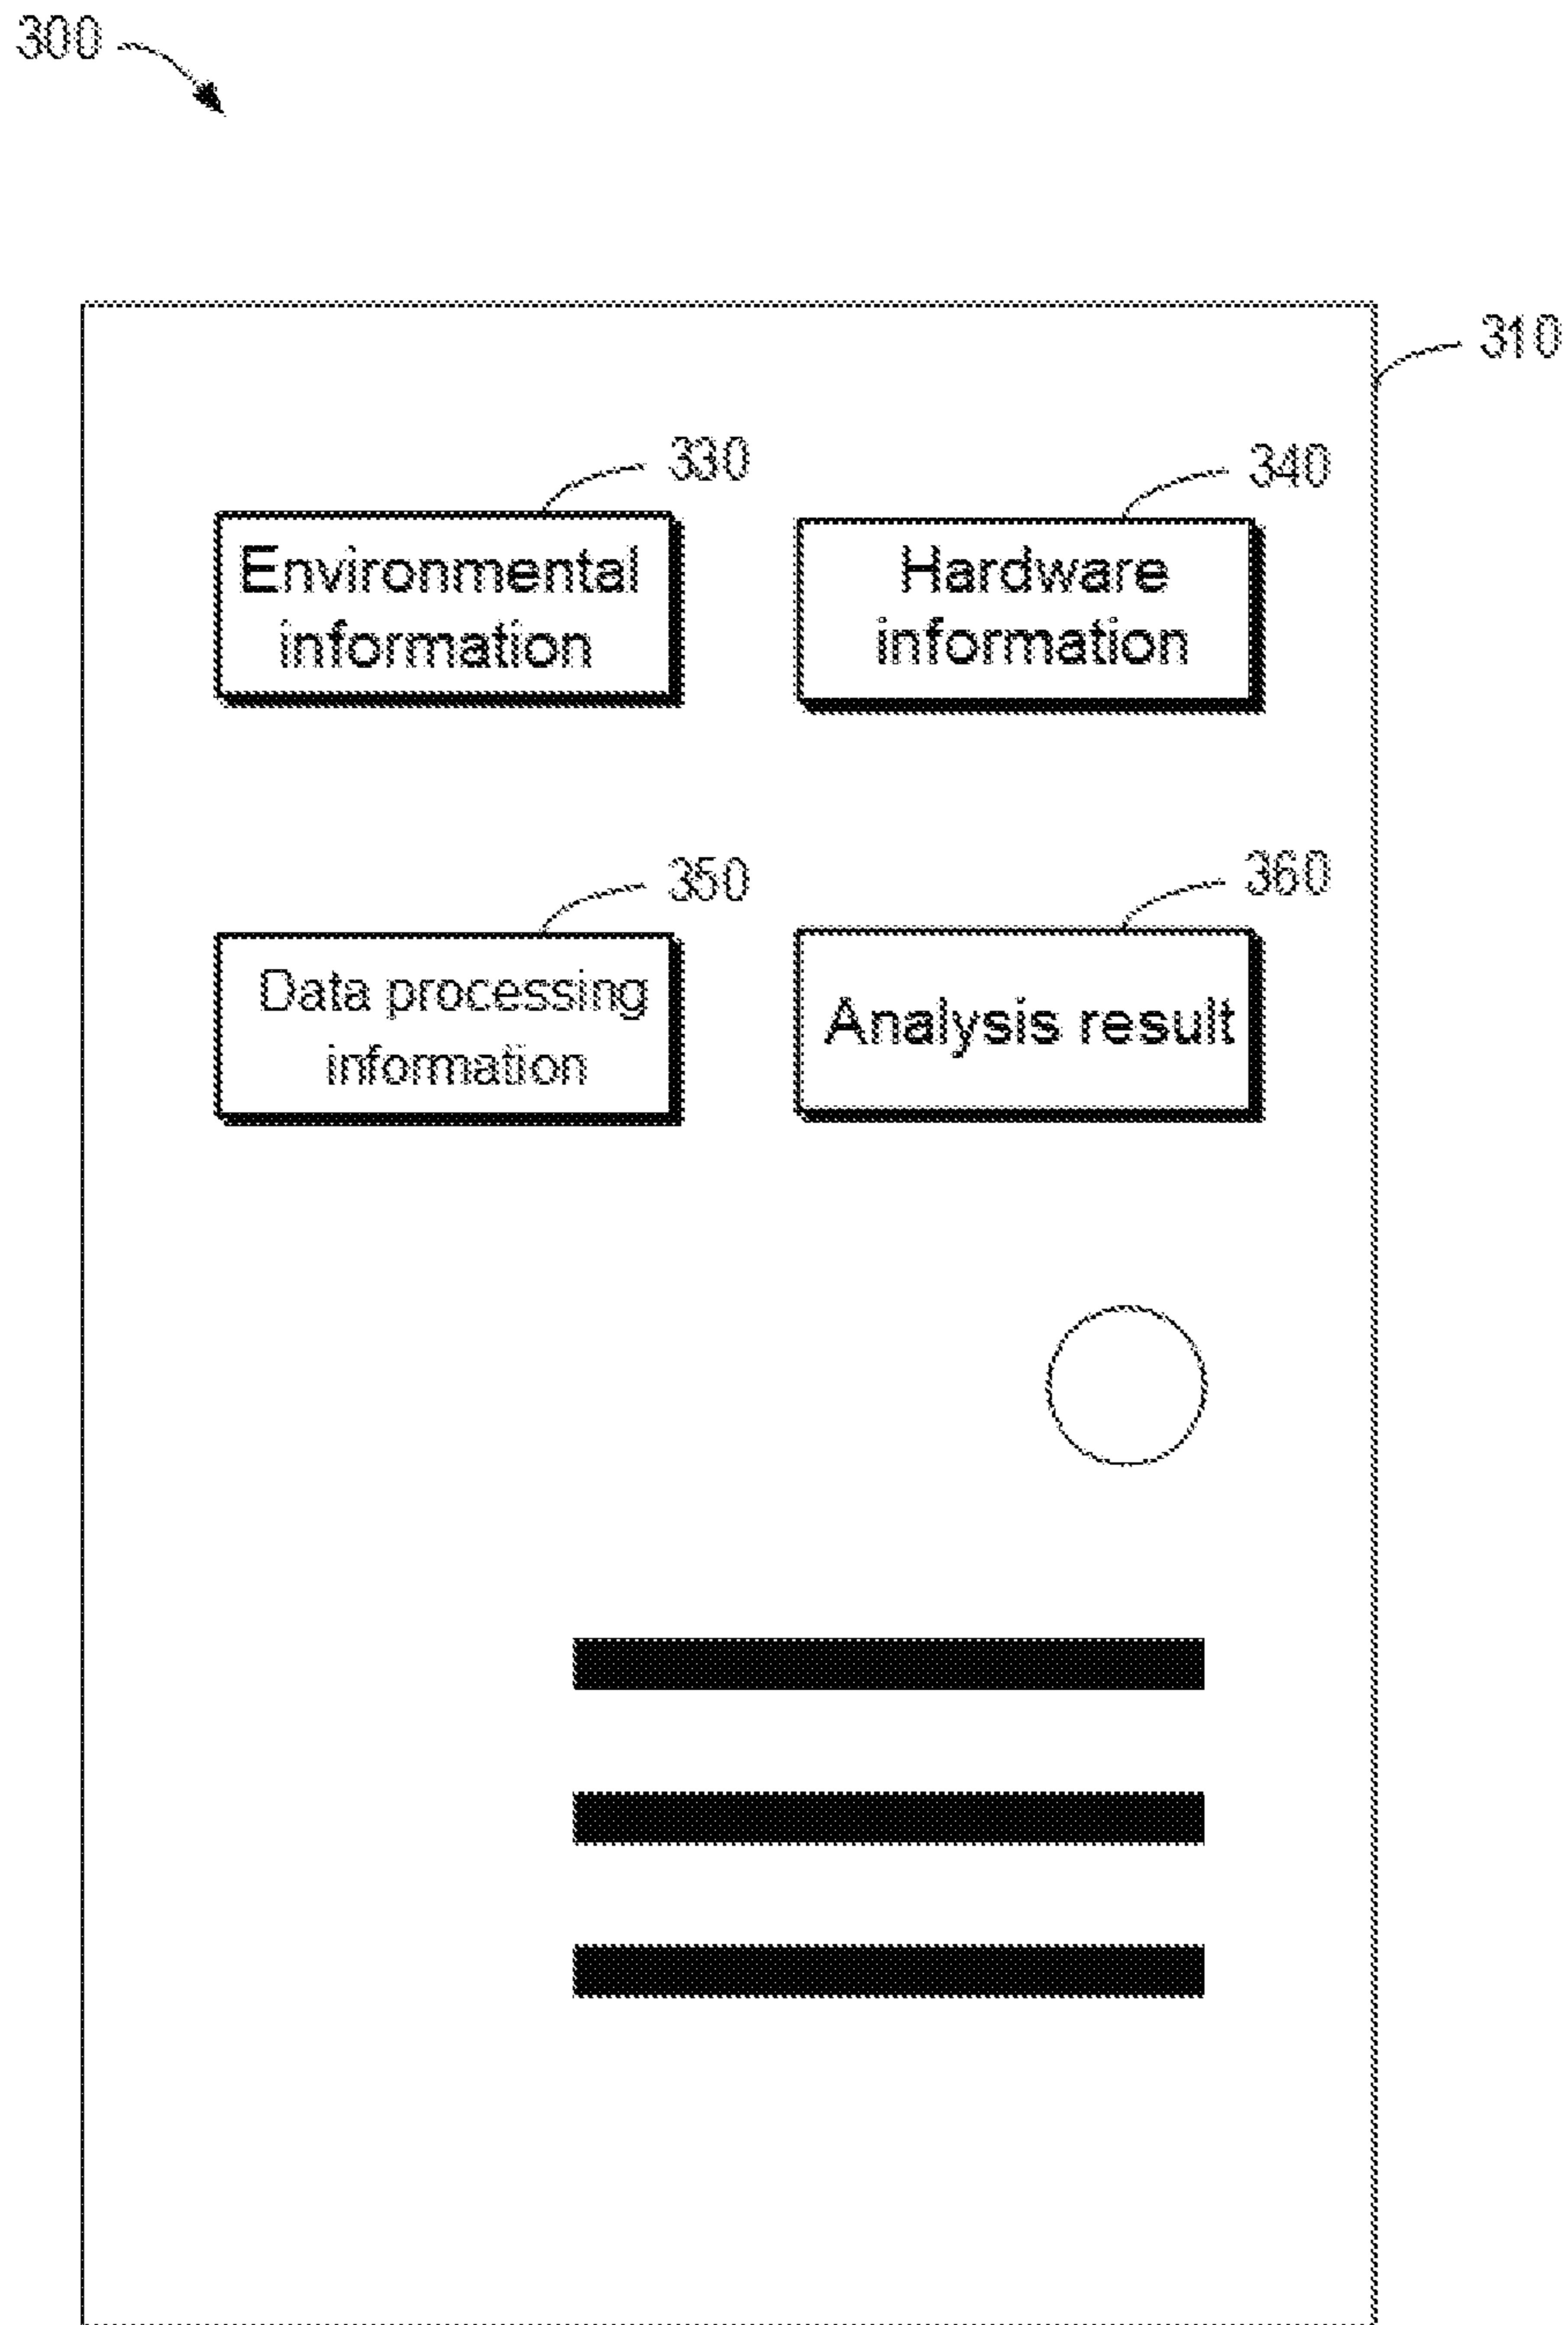 300
310
330
340
Environmental
information
Hardware
information
350
360
Data processing
information
Analysis result